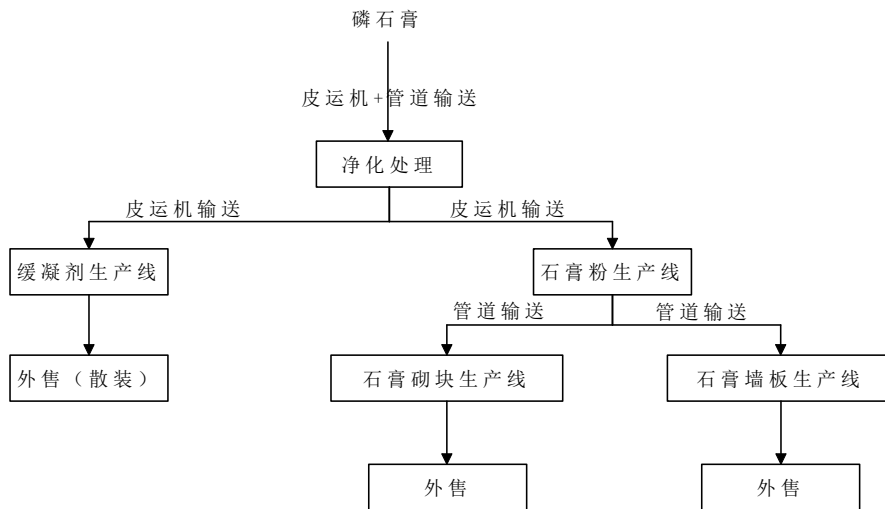 磷石膏
皮运机+管道输送
净化处理
皮运机输送 皮运机输送
缓凝剂生产线 石膏粉生产线
管道输送 管道输送
外售（散装） 石膏砌块生产线 石膏墙板生产线
外售 外售